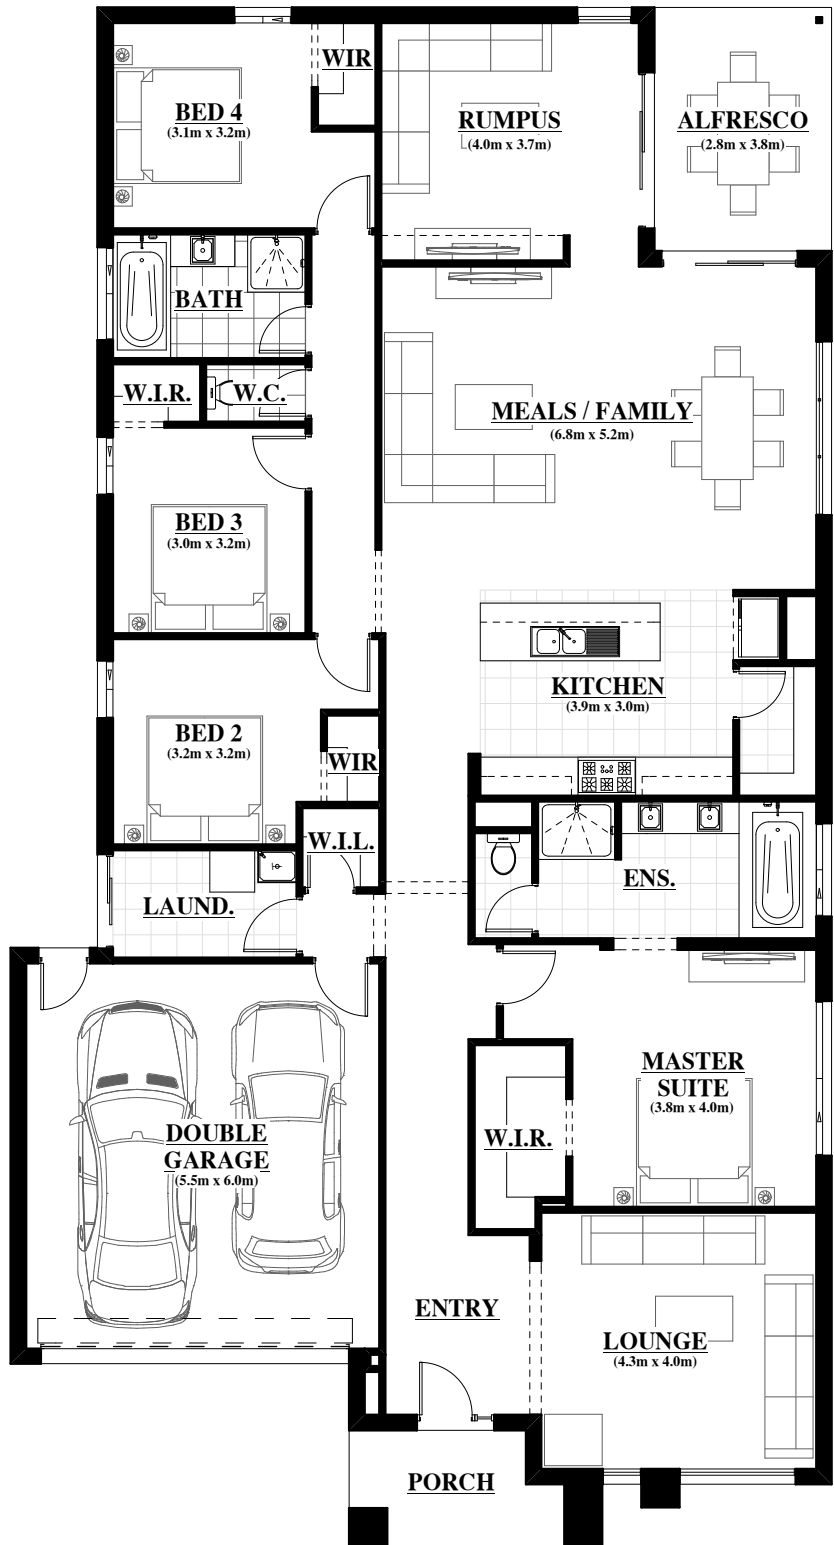 WIR
BED 4
(3.1m x 3.2m)
RUMPUS
(4.0m x 3.7m)
ALFRESCO
(2.8m x 3.8m)
BATH
W.I.R.
W.C.
MEALS / FAMILY
(6.8m x 5.2m)
BED 3
(3.0m x 3.2m)
KITCHEN
(3.9m x 3.0m)
BED 2
(3.2m x 3.2m)
WIR
W.I.L.
ENS.
LAUND.
MASTER
SUITE
(3.8m x 4.0m)
DOUBLE
GARAGE
(5.5m x 6.0m)
W.I.R.
ENTRY
LOUNGE
(4.3m x 4.0m)
PORCH